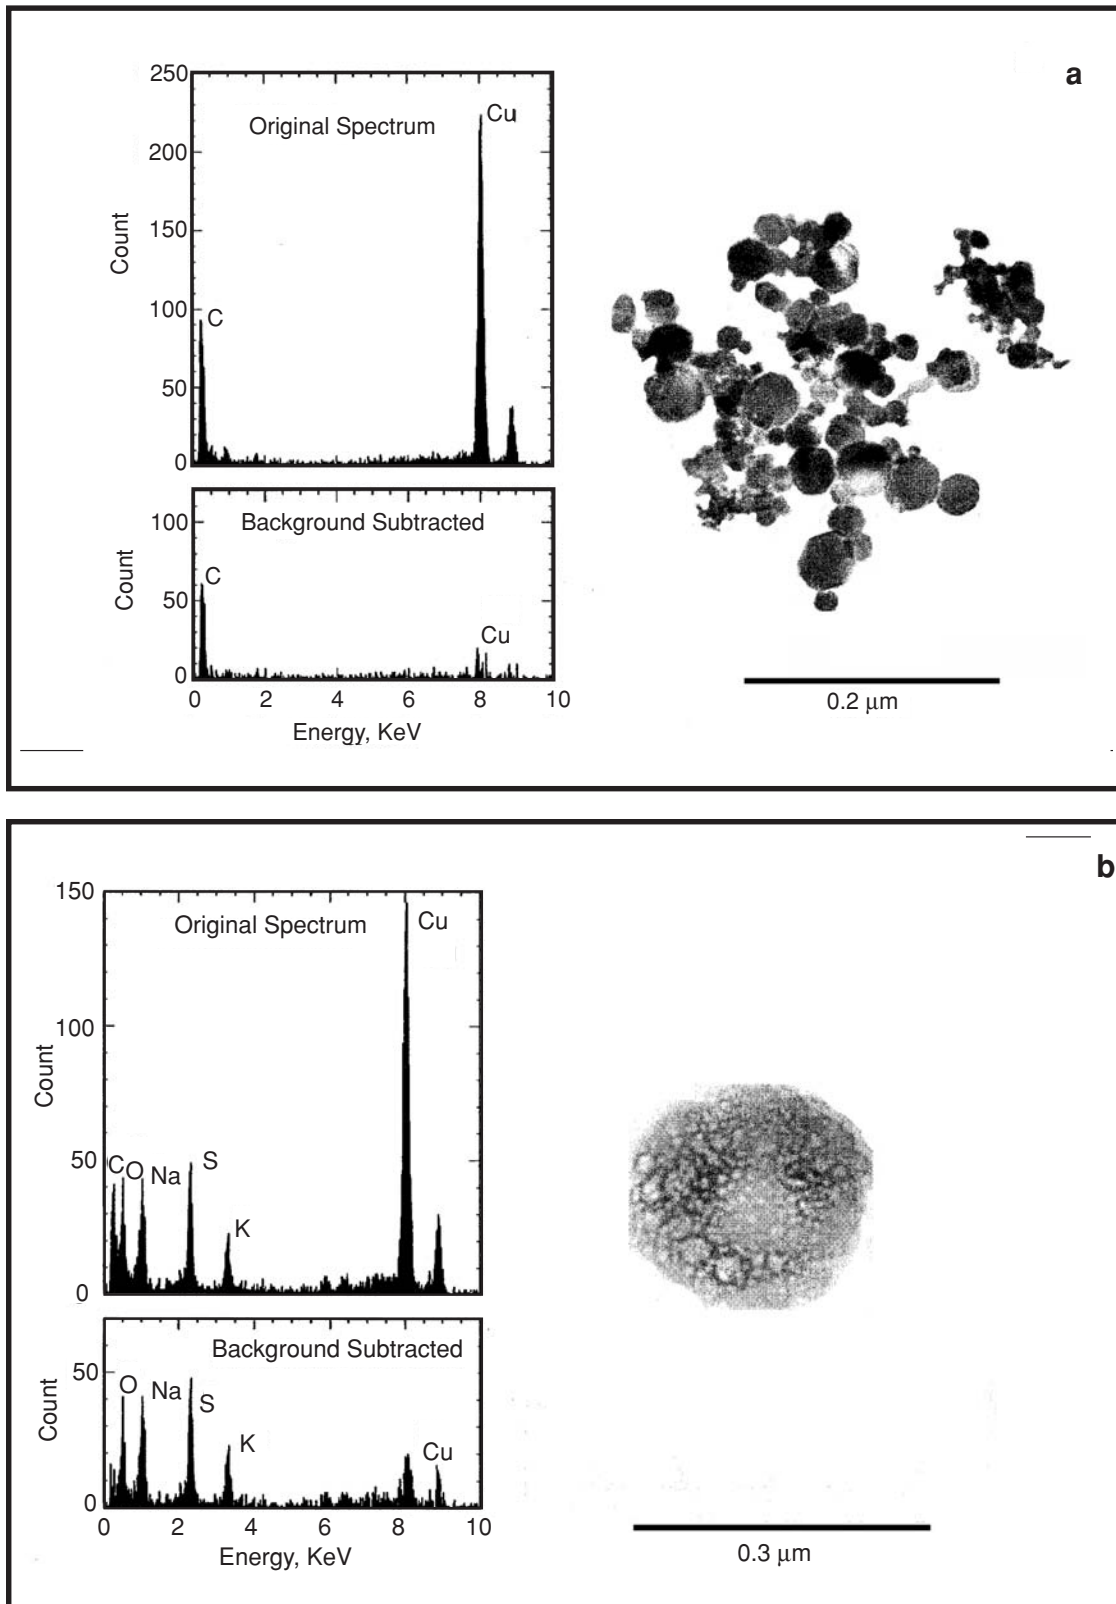 a
250
Original Spectrum
Cu
200
150
Count
100
C
50
0
Background Subtracted
100
Count
C
50
Cu
0
0 2 4 6 8 10
Energy, KeV
0.2 μm
b
150
Original Spectrum
Cu
100
Count
50
C O Na S
K
0
Background Subtracted
50
Count
O Na S
K
Cu
0
0 2 4 6 8 10
Energy, KeV
0.3 μm